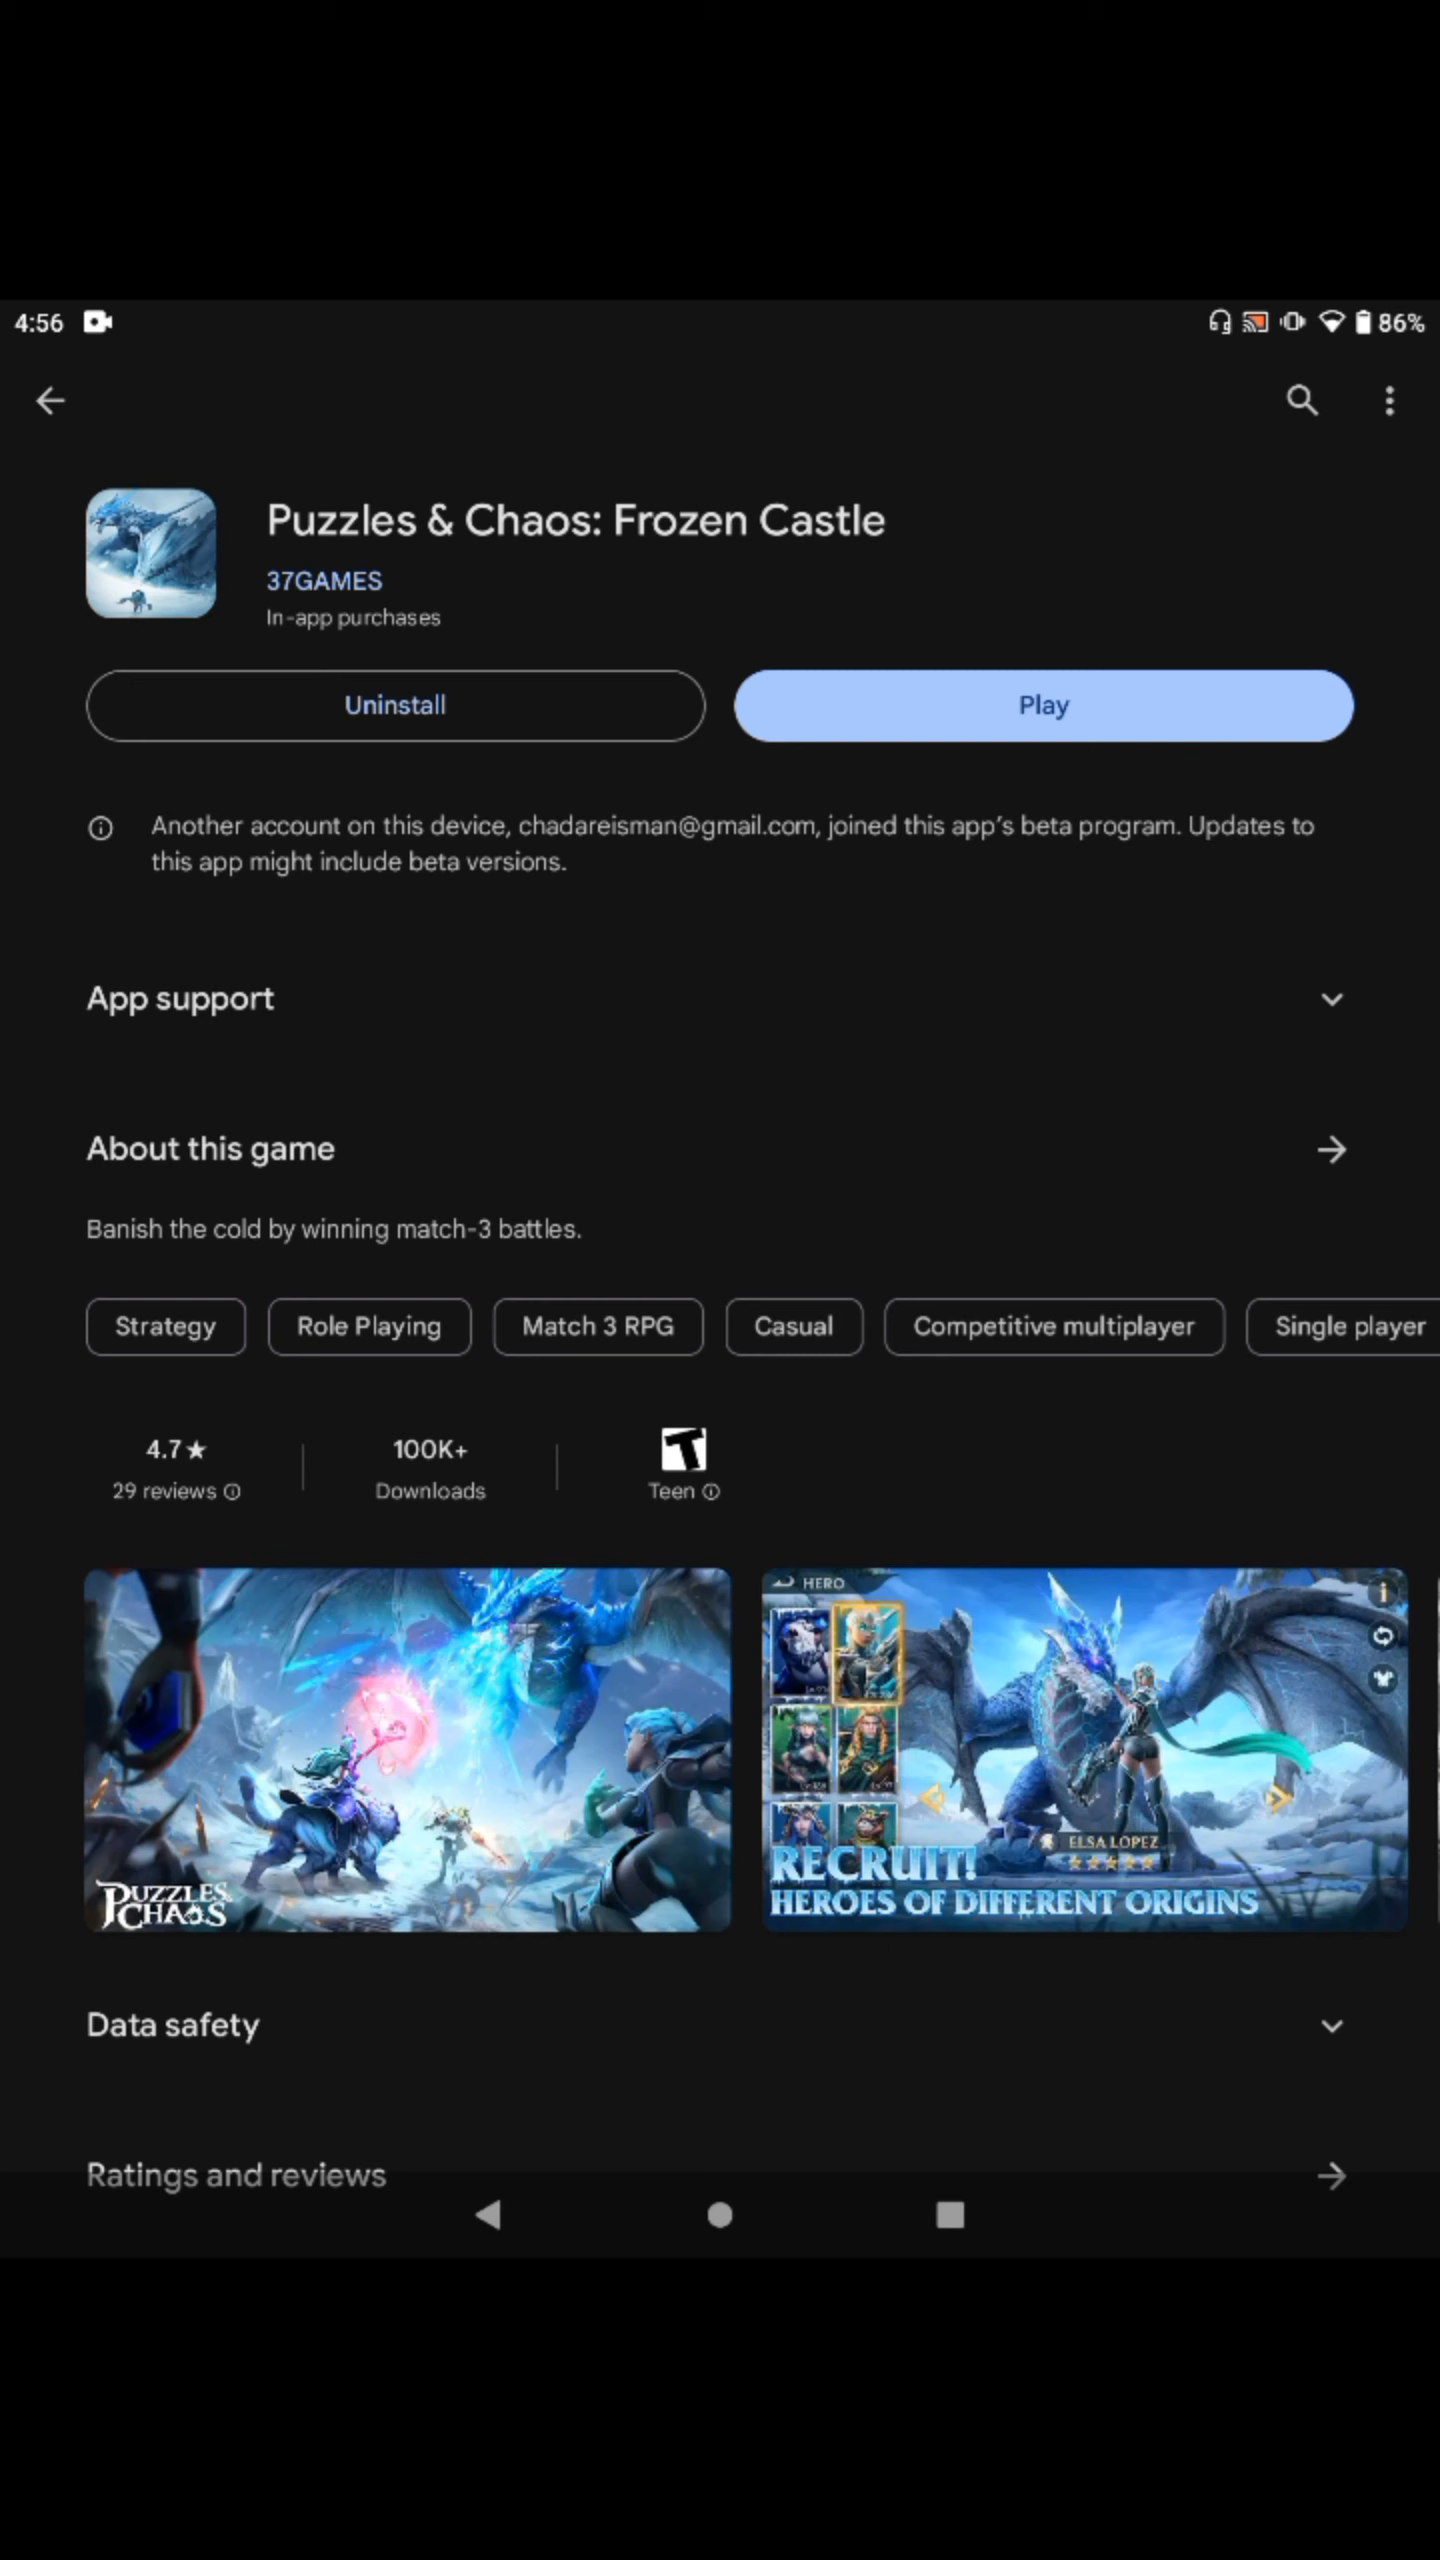 4:56
86%
Puzzles & Chaos: Frozen Castle
37GAMES
In-app purchases
Uninstall
Play
Another account on this device, chadareisman@gmail.com, joined this app’s beta program. Updates to
this app might include beta versions.
App support
About this game
Banish the cold by winning match-3 battles.
Strategy
Role Playing
Match 3 RPG
Casual
Competitive multiplayer
Single player
4.7★
29 reviews
100K+
Downloads
T
Teen
PUZZLES
CHAOS
HERO
ELSA LOPEZ
RECRUIT!
HEROES OF DIFFERENT ORIGINS
Data safety
Ratings and reviews